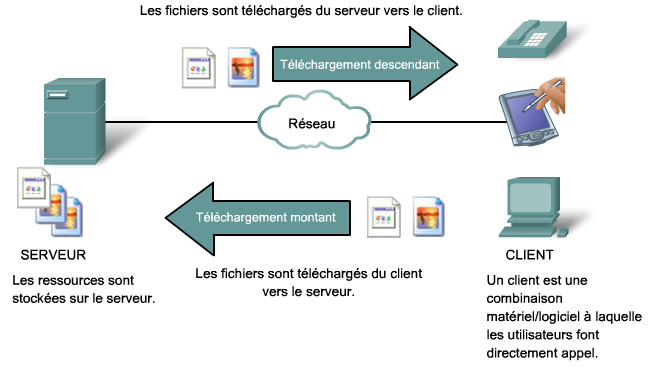 Les fichiers sont téléchargés du serveur vers le client.
Téléchargement descendant
Réseau
Téléchargement montant
SERVEUR
Les ressources sont
stockées sur le serveur.
Les fichiers sont téléchargés du client
vers le serveur.
CLIENT
Un client est une
combinaison
matériel/logiciel à laquelle
les utilisateurs font
directement appel.